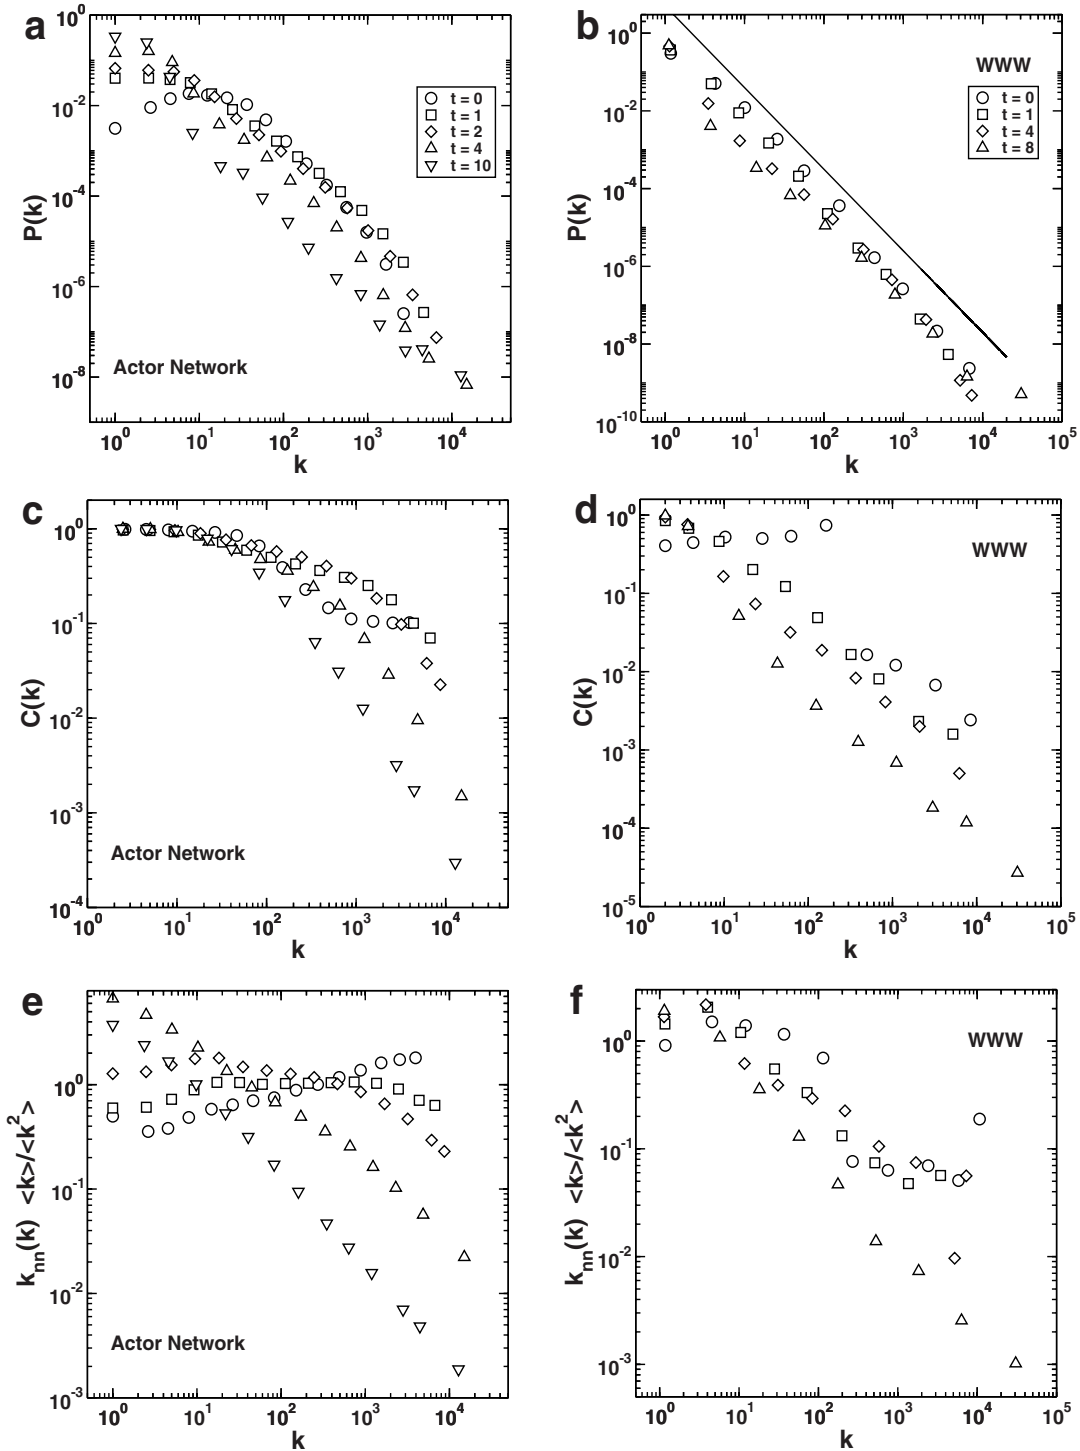 a
10^0
10^-2
10^-4
10^-6
10^-8
P(k)
t = 0
t = 1
t = 2
t = 4
t = 10
Actor Network
10^0 10^1 10^2 10^3 10^4
k
b
WWW
10^0
10^-2
10^-4
10^-6
10^-8
10^-10
P(k)
t = 0
t = 1
t = 4
t = 8
10^0 10^1 10^2 10^3 10^4 10^5
k
c
10^0
10^-1
10^-2
10^-3
10^-4
C(k)
Actor Network
10^0 10^1 10^2 10^3 10^4
k
d
WWW
10^0
10^-1
10^-2
10^-3
10^-4
10^-5
C(k)
10^0 10^1 10^2 10^3 10^4 10^5
k
e
10^0
10^-1
10^-2
10^-3
k_nn(k) <k>/<k^2>
Actor Network
10^0 10^1 10^2 10^3 10^4
k
f
WWW
10^0
10^-1
10^-2
10^-3
k_nn(k) <k>/<k^2>
10^0 10^1 10^2 10^3 10^4 10^5
k